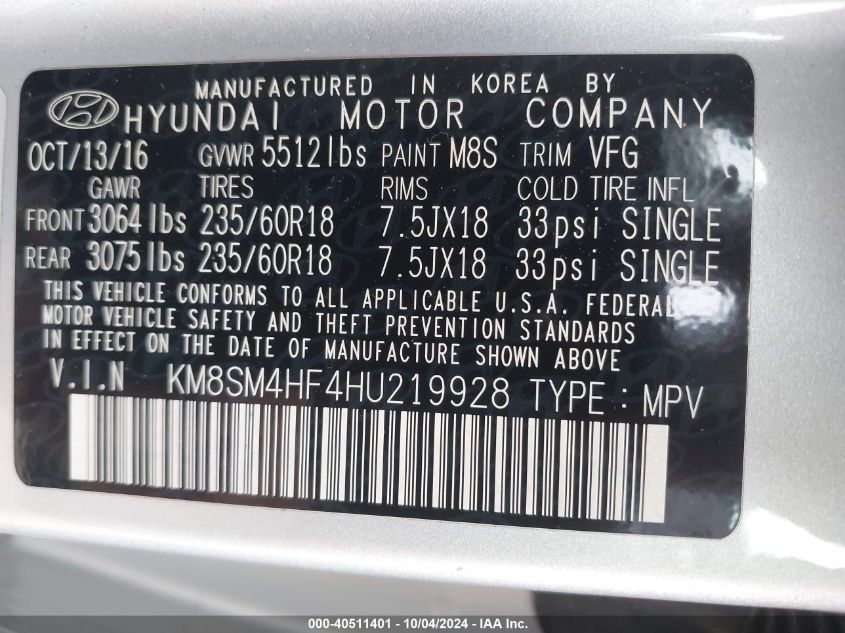 MANUFACTURED IN KOREA BY
HYUNDAI MOTOR COMPANY
OCT/13/16 GVWR 5512lbs PAINT M8S TRIM VFG
GAWR TIRES RIMS COLD TIRE INFL
FRONT 3064lbs 235/60R18 7.5JX18 33psi SINGLE
REAR 3075lbs 235/60R18 7.5JX18 33psi SINGLE
THIS VEHICLE CONFORMS TO ALL APPLICABLE U.S.A. FEDERAL
MOTOR VEHICLE SAFETY AND THEFT PREVENTION STANDARDS
IN EFFECT ON THE DATE OF MANUFACTURE SHOWN ABOVE
V.I.N KM8SM4HF4HU219928 TYPE : MPV
000-40511401 - 10/04/2024 - IAA Inc.